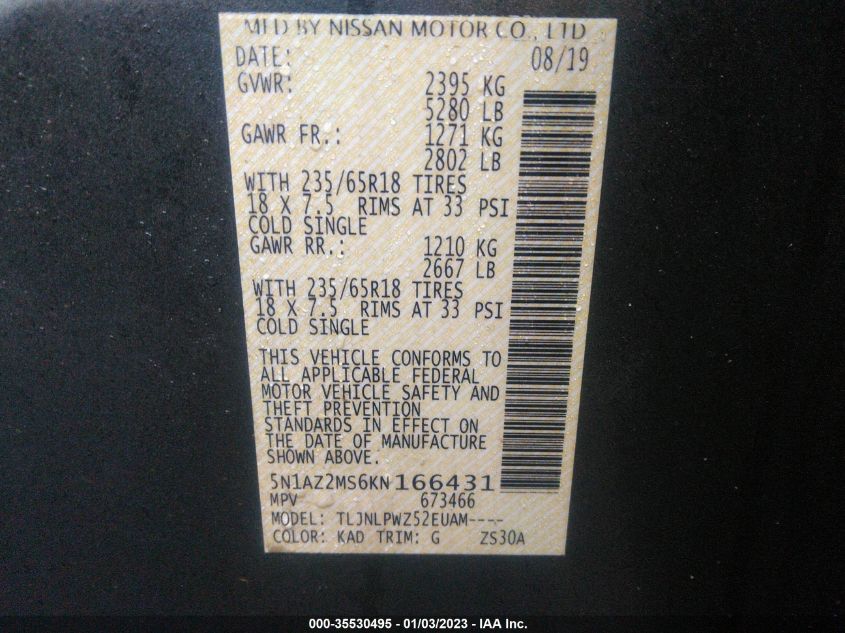 MFD BY NISSAN MOTOR CO., LTD
DATE: 08/19
GVWR: 2395 KG
5280 LB
GAWR FR.: 1271 KG
2802 LB
WITH 235/65R18 TIRES
18 X 7.5 RIMS AT 33 PSI
COLD SINGLE
GAWR RR.: 1210 KG
2667 LB
WITH 235/65R18 TIRES
18 X 7.5 RIMS AT 33 PSI
COLD SINGLE
THIS VEHICLE CONFORMS TO
ALL APPLICABLE FEDERAL
MOTOR VEHICLE SAFETY AND
THEFT PREVENTION
STANDARDS IN EFFECT ON
THE DATE OF MANUFACTURE
SHOWN ABOVE.
5N1AZ2MS6KN166431
MPV 673466
MODEL: TLJNLPWZ52EUAM----
COLOR: KAD TRIM: G ZS30A
000-35530495 - 01/03/2023 - IAA Inc.